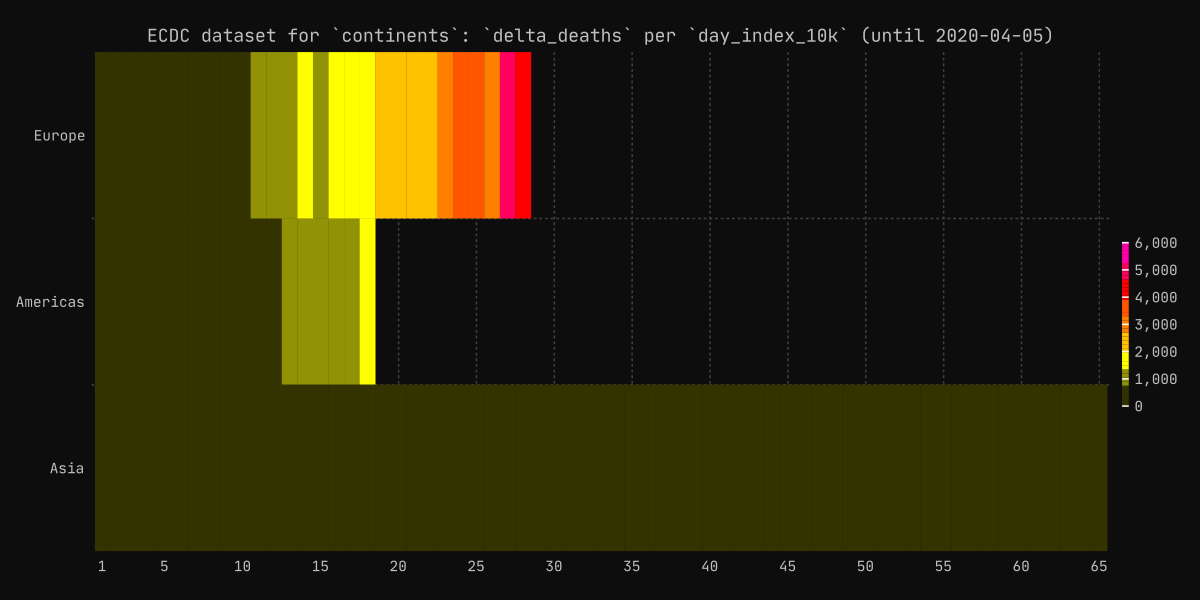 ECDC dataset for `continents`: `delta_deaths` per `day_index_10k` (until 2020-04-05)
Europe
Americas
Asia
6,000
5,000
4,000
3,000
2,000
1,000
0
1 5 10 15 20 25 30 35 40 45 50 55 60 65